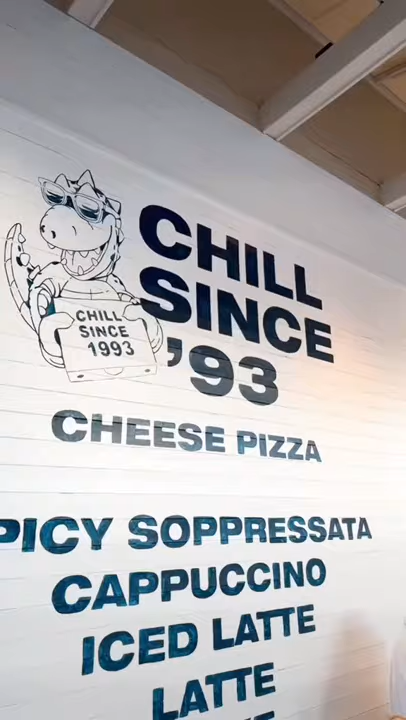 CHILL
SINCE
'93
CHILL
SINCE
1993
CHEESE PIZZA
PICY SOPPRESSATA
CAPPUCCINO
ICED LATTE
LATTE